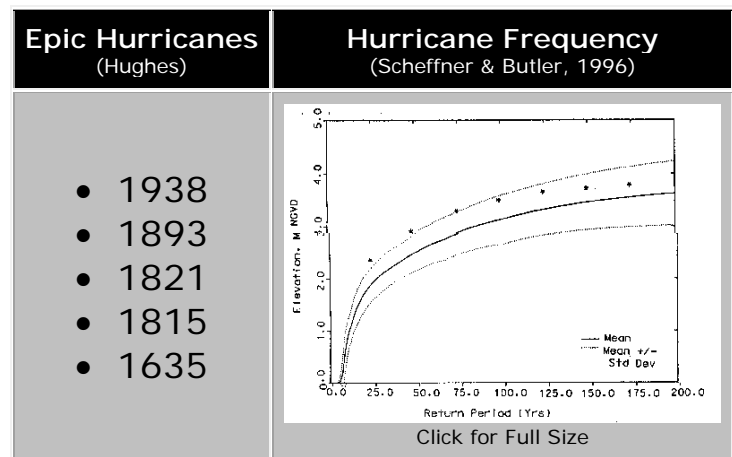 Epic Hurricanes
(Hughes)
Hurricane Frequency
(Scheffner & Butler, 1996)
• 1938
• 1893
• 1821
• 1815
• 1635
5.0
4.0
3.0
2.0
1.0
0.0
Elevation, M NGVD
Mean
Mean +/-
Std Dev
0.0 25.0 50.0 75.0 100.0 125.0 150.0 175.0 200.0
Return Period (Yrs)
Click for Full Size